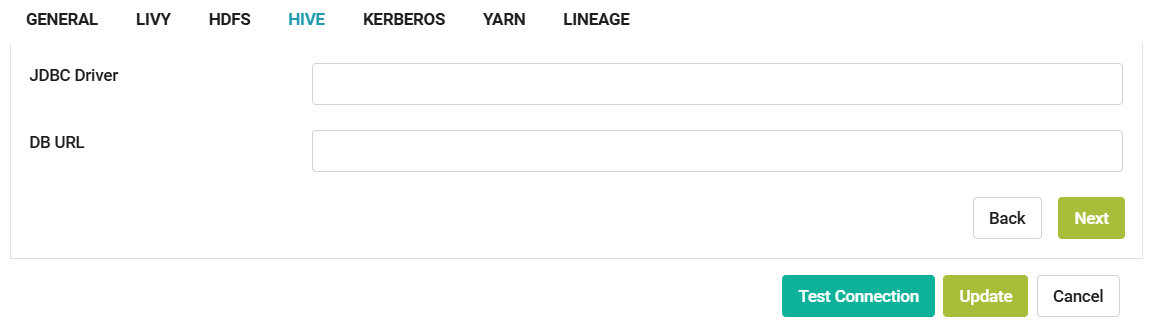 GENERAL LIVY HDFS HIVE KERBEROS YARN LINEAGE
JDBC Driver
DB URL
Back Next
Test Connection Update Cancel